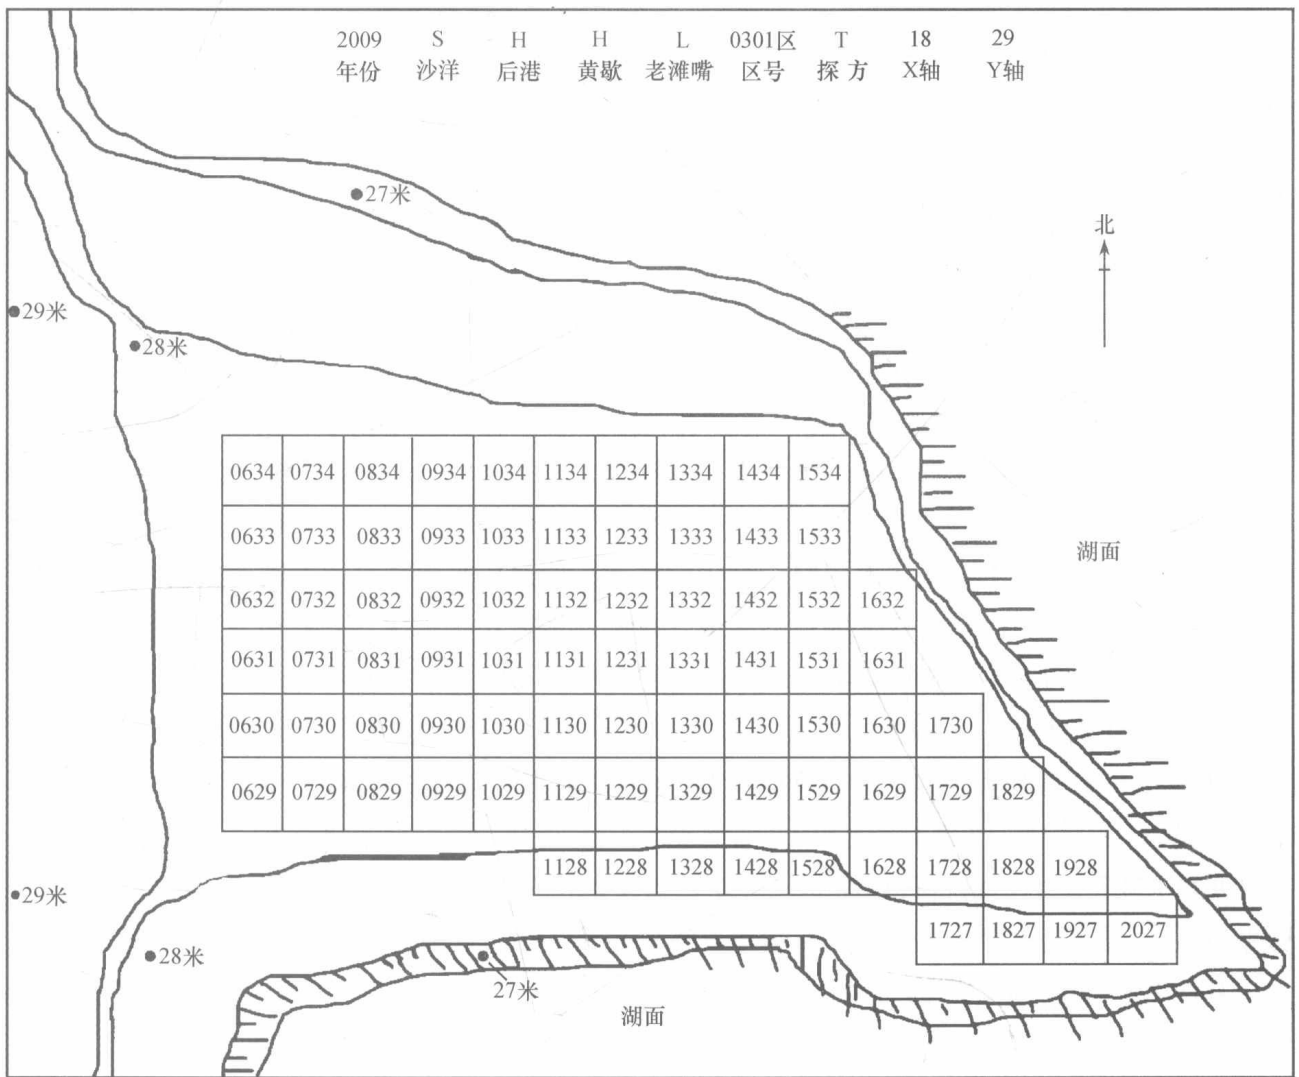 2009 S H H L 0301区 T 18 29
年份 沙洋 后港 黄歇 老滩嘴 区号 探方 X轴 Y轴
27米
北
29米
28米
0634 0734 0834 0934 1034 1134 1234 1334 1434 1534
0633 0733 0833 0933 1033 1133 1233 1333 1433 1533
湖面
0632 0732 0832 0932 1032 1132 1232 1332 1432 1532 1632
0631 0731 0831 0931 1031 1131 1231 1331 1431 1531 1631
0630 0730 0830 0930 1030 1130 1230 1330 1430 1530 1630 1730
0629 0729 0829 0929 1029 1129 1229 1329 1429 1529 1629 1729 1829
1128 1228 1328 1428 1528 1628 1728 1828 1928
29米
1727 1827 1927 2027
28米
27米
湖面